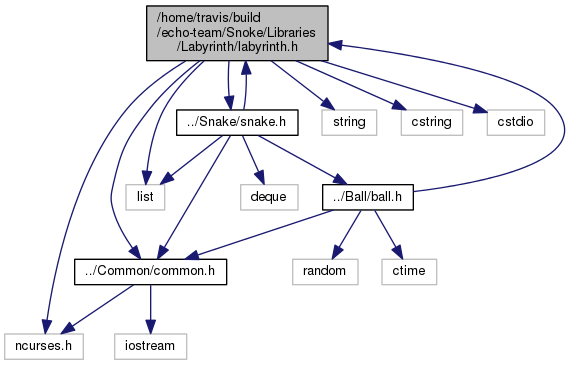 /home/travis/build
/echo-team/Snoke/Libraries
/Labyrinth/labyrinth.h
../Snake/snake.h
string
cstring
cstdio
list
deque
../Ball/ball.h
../Common/common.h
random
ctime
ncurses.h
iostream